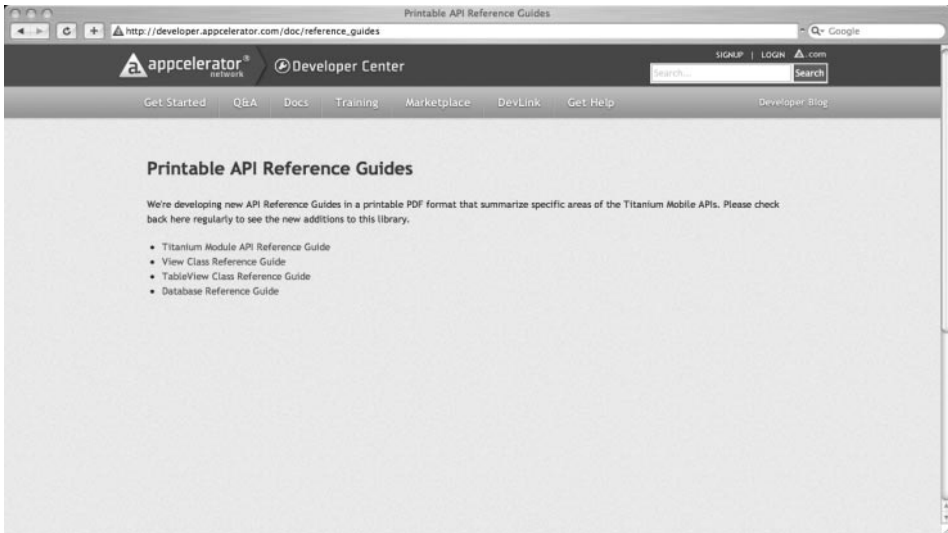 Printable API Reference Guides
http://developer.appcelerator.com/doc/reference_guides
Google
appcelerator®
network
Developer Center
SIGNUP | LOGIN .com
Search... Search
Get Started Q&A Docs Training Marketplace DevLink Get Help Developer Blog
Printable API Reference Guides
We're developing new API Reference Guides in a printable PDF format that summarize specific areas of the Titanium Mobile APIs. Please check
back here regularly to see the new additions to this library.
• Titanium Module API Reference Guide
• View Class Reference Guide
• TableView Class Reference Guide
• Database Reference Guide